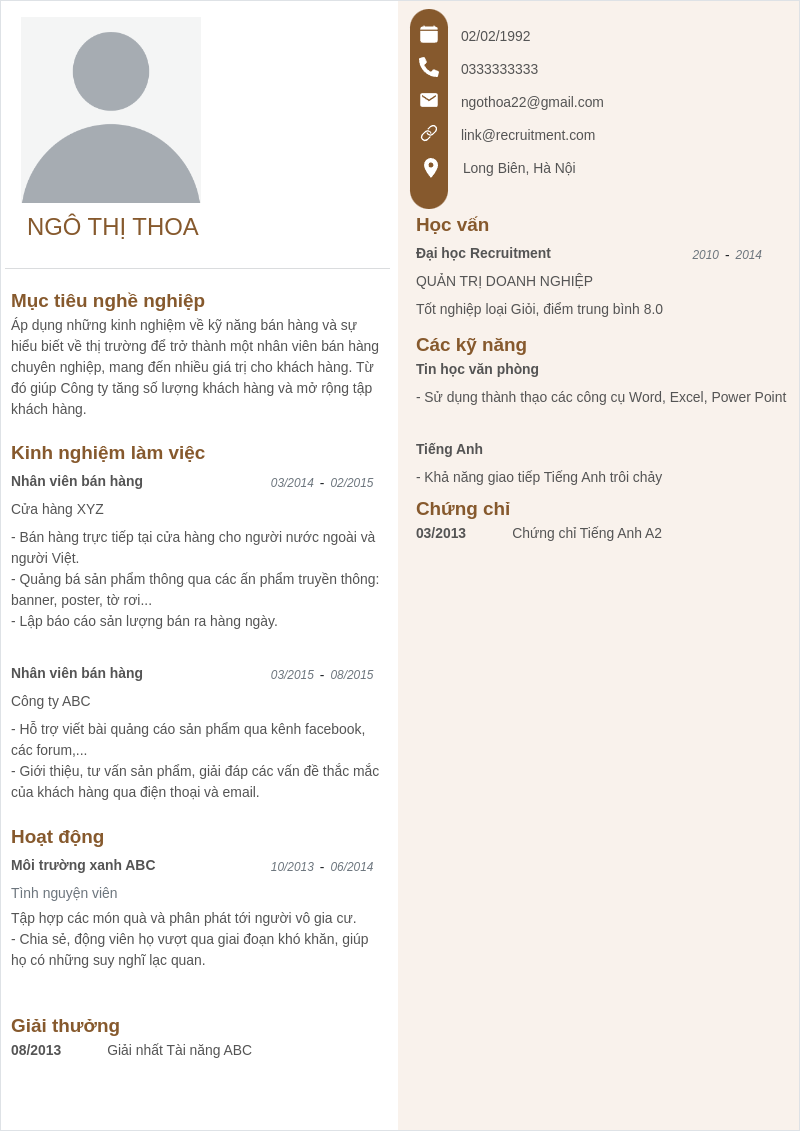 NGÔ THỊ THOA
Mục tiêu nghề nghiệp
Áp dụng những kinh nghiệm về kỹ năng bán hàng và sự
hiểu biết về thị trường để trở thành một nhân viên bán hàng
chuyên nghiệp, mang đến nhiều giá trị cho khách hàng. Từ
đó giúp Công ty tăng số lượng khách hàng và mở rộng tập
khách hàng.
Kinh nghiệm làm việc
Nhân viên bán hàng 03/2014 - 02/2015
Cửa hàng XYZ
- Bán hàng trực tiếp tại cửa hàng cho người nước ngoài và
người Việt.
- Quảng bá sản phẩm thông qua các ấn phẩm truyền thông:
banner, poster, tờ rơi...
- Lập báo cáo sản lượng bán ra hàng ngày.
Nhân viên bán hàng 03/2015 - 08/2015
Công ty ABC
- Hỗ trợ viết bài quảng cáo sản phẩm qua kênh facebook,
các forum,...
- Giới thiệu, tư vấn sản phẩm, giải đáp các vấn đề thắc mắc
của khách hàng qua điện thoại và email.
Hoạt động
Môi trường xanh ABC 10/2013 - 06/2014
Tình nguyện viên
Tập hợp các món quà và phân phát tới người vô gia cư.
- Chia sẻ, động viên họ vượt qua giai đoạn khó khăn, giúp
họ có những suy nghĩ lạc quan.
Giải thưởng
08/2013 Giải nhất Tài năng ABC
02/02/1992
0333333333
ngothoa22@gmail.com
link@recruitment.com
Long Biên, Hà Nội
Học vấn
Đại học Recruitment 2010 - 2014
QUẢN TRỊ DOANH NGHIỆP
Tốt nghiệp loại Giỏi, điểm trung bình 8.0
Các kỹ năng
Tin học văn phòng
- Sử dụng thành thạo các công cụ Word, Excel, Power Point
Tiếng Anh
- Khả năng giao tiếp Tiếng Anh trôi chảy
Chứng chỉ
03/2013 Chứng chỉ Tiếng Anh A2